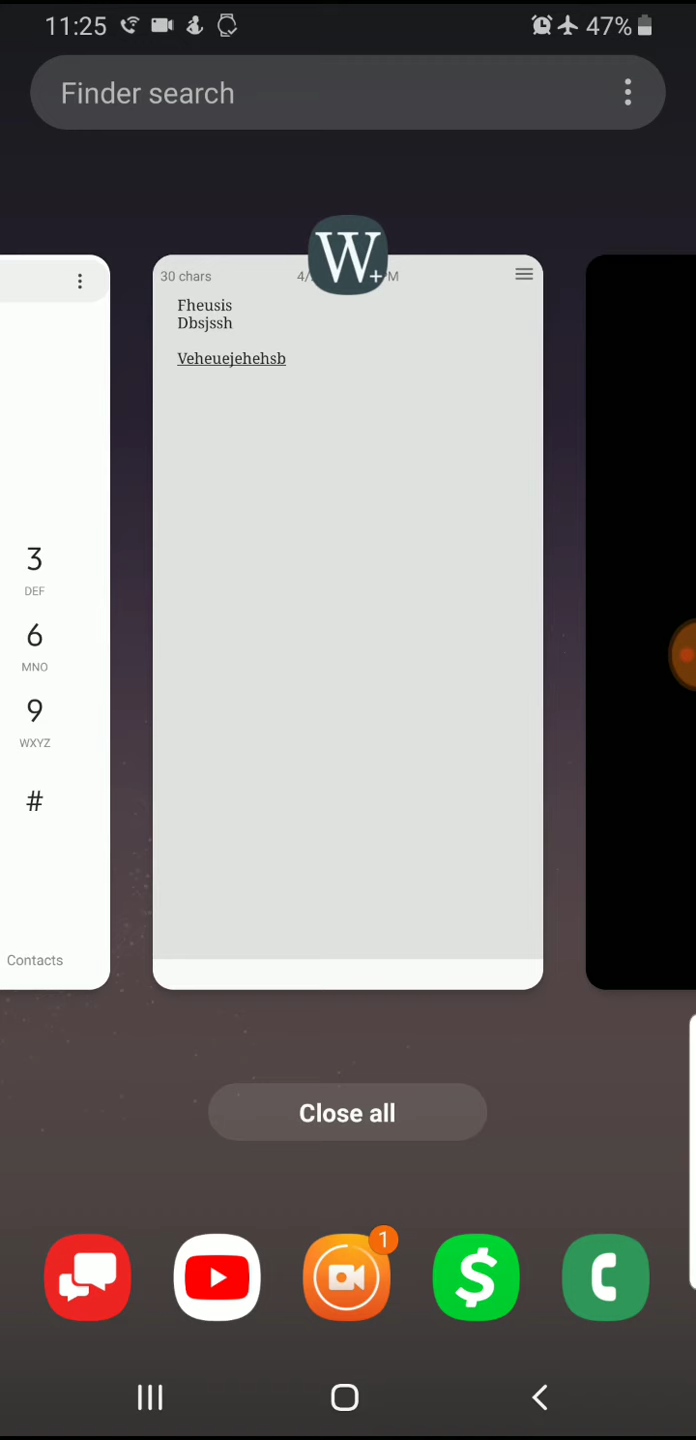 11:25
47%
Finder search
W+
30 chars
4/
M
Fheusis
Dbsjssh
Veheuejehehsb
3
DEF
6
MNO
9
WXYZ
#
Contacts
Close all
1
$